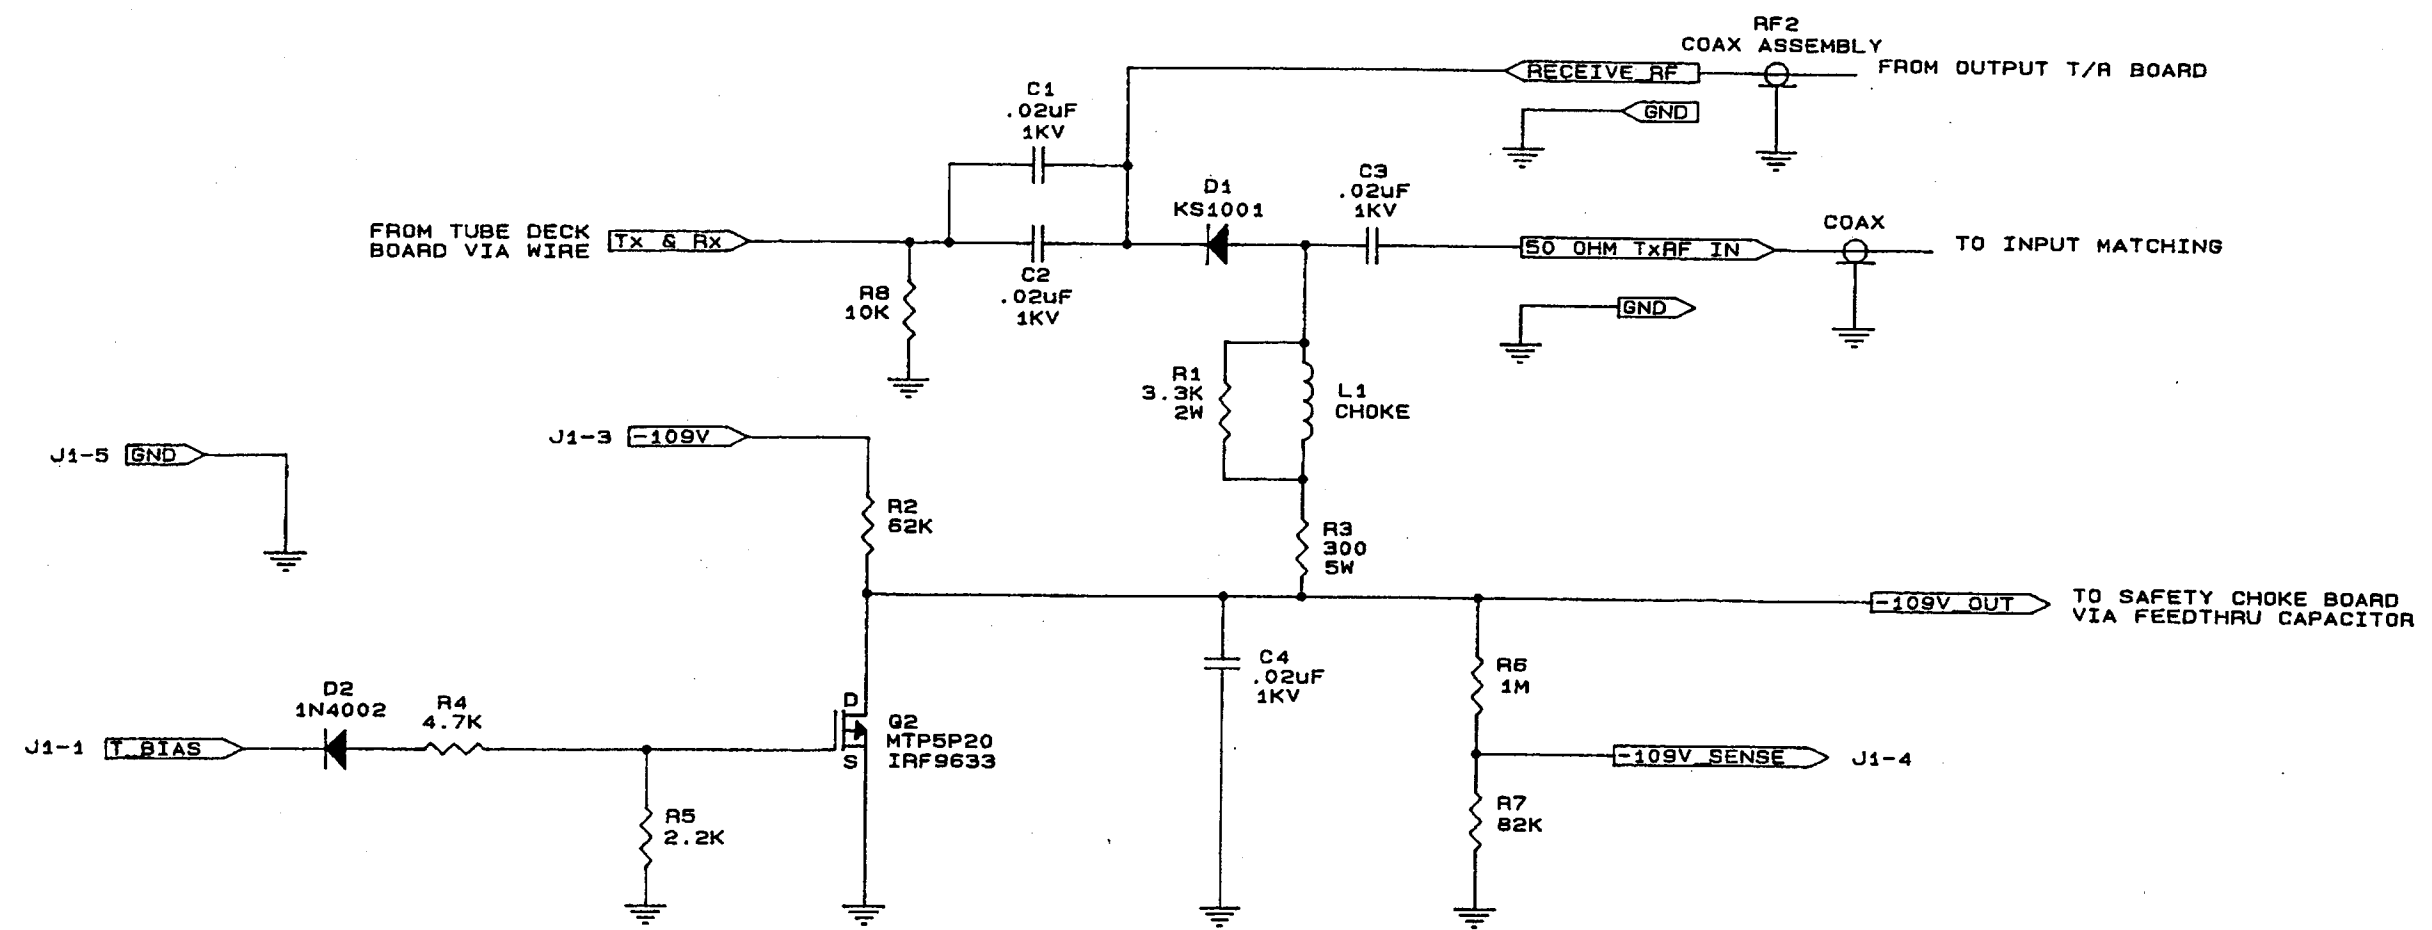 RF2
COAX ASSEMBLY
RECEIVE_RF
FROM OUTPUT T/R BOARD
GND
C1
.02uF
1KV
C3
.02uF
1KV
D1
KS1001
COAX
FROM TUBE DECK
BOARD VIA WIRE
Tx & Rx
50 OHM TxRF IN
TO INPUT MATCHING
C2
.02uF
1KV
R8
10K
GND
R1
3.3K
2W
L1
CHOKE
J1-3
-109V
J1-5
GND
R2
62K
R3
300
5W
-109V_OUT
TO SAFETY CHOKE BOARD
VIA FEEDTHRU CAPACITOR
C4
.02uF
1KV
R6
1M
D2
1N4002
R4
4.7K
D
Q2
MTP5P20
IRF9633
S
J1-1
T_BIAS
-109V_SENSE
J1-4
R5
2.2K
R7
82K